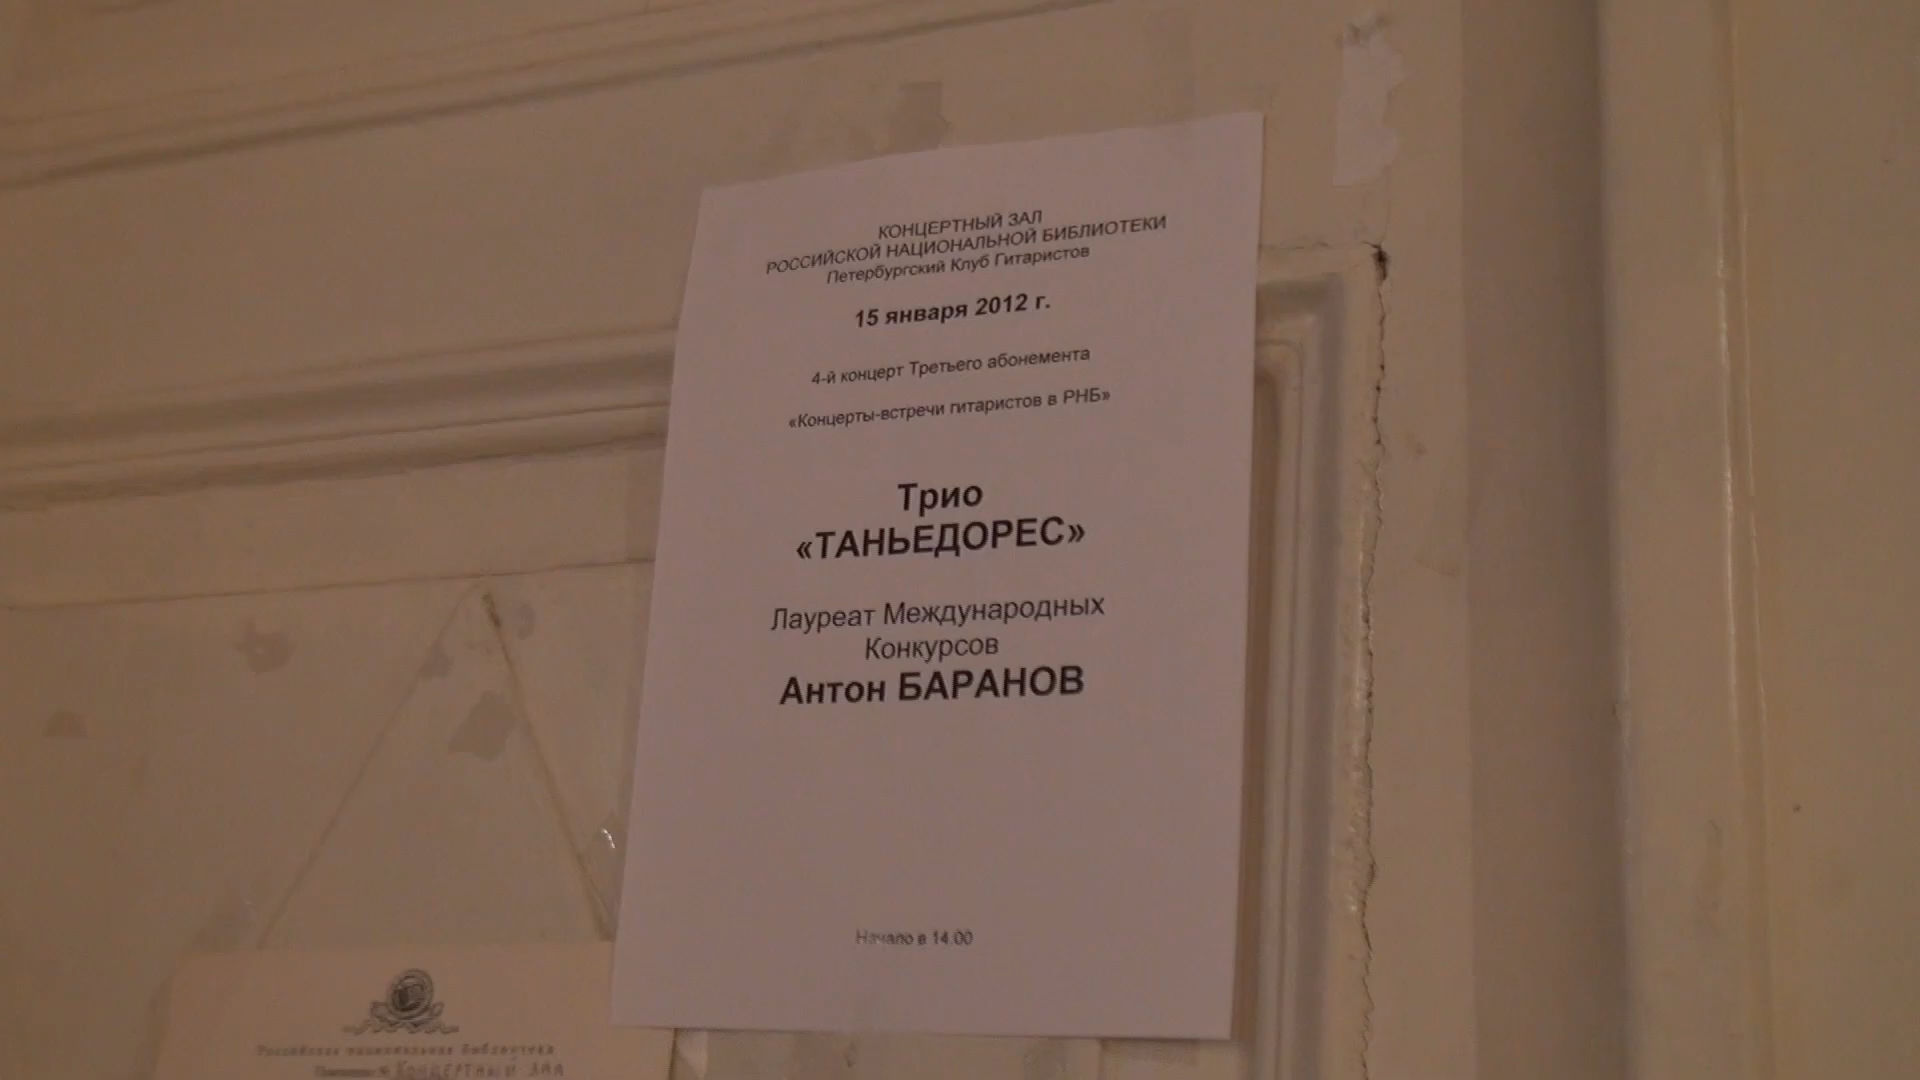 КОНЦЕРТНЫЙ ЗАЛ
РОССИЙСКОЙ НАЦИОНАЛЬНОЙ БИБЛИОТЕКИ
Петербургский Клуб Гитаристов
15 января 2012 г.
4-й концерт Третьего абонемента
«Концерты-встречи гитаристов в РНБ»
Трио
«ТАНЬЕДОРЕС»
Лауреат Международных
Конкурсов
Антон БАРАНОВ
Начало в 14.00
Российская национальная библиотека
КОНЦЕРТНЫЙ ЗАЛ